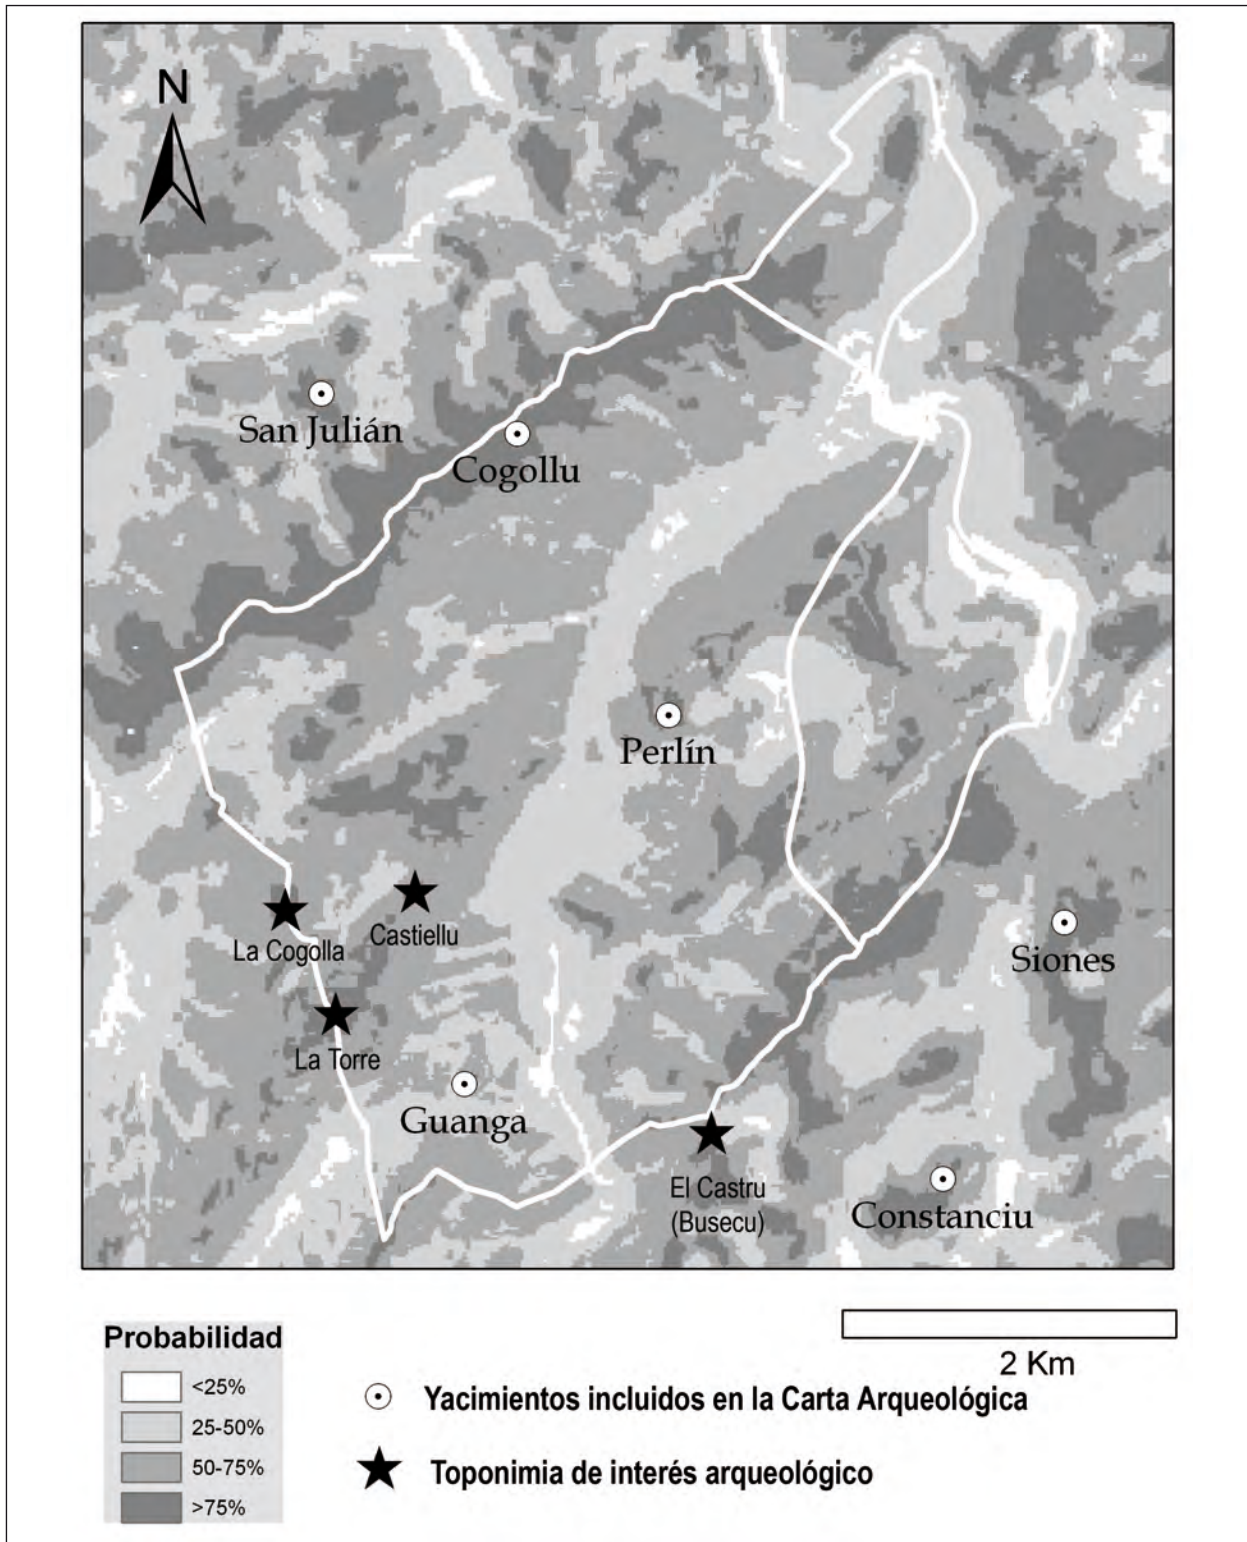 N
San Julián
Cogollu
Perlín
La Cogolla
Castiellu
Siones
La Torre
Guanga
El Castru
(Busecu)
Constanciu
Probabilidad
<25%
25-50%
50-75%
>75%
2 Km
Yacimientos incluidos en la Carta Arqueológica
Toponimia de interés arqueológico